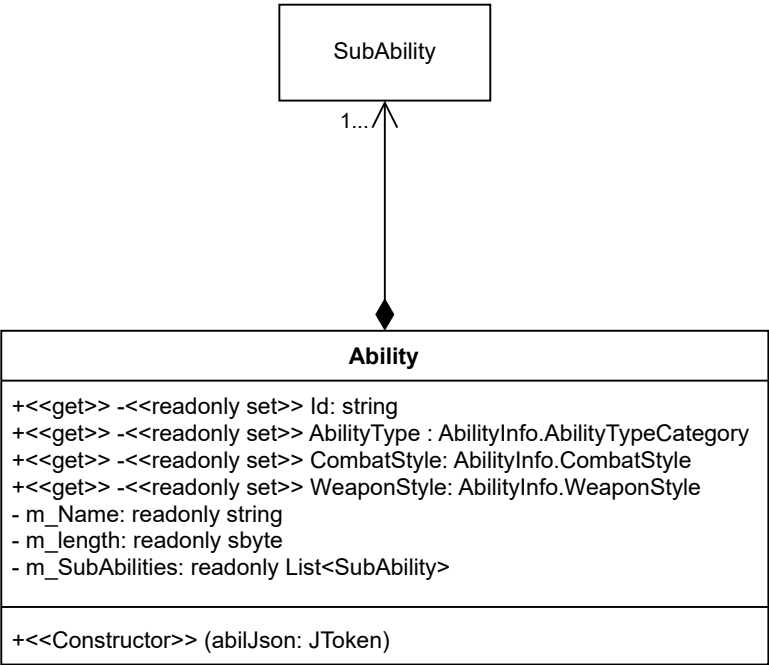 SubAbility
1...
Ability
+<<get>> -<<readonly set>> Id: string
+<<get>> -<<readonly set>> AbilityType : AbilityInfo.AbilityTypeCategory
+<<get>> -<<readonly set>> CombatStyle: AbilityInfo.CombatStyle
+<<get>> -<<readonly set>> WeaponStyle: AbilityInfo.WeaponStyle
- m_Name: readonly string
- m_length: readonly sbyte
- m_SubAbilities: readonly List<SubAbility>
+<<Constructor>> (abilJson: JToken)